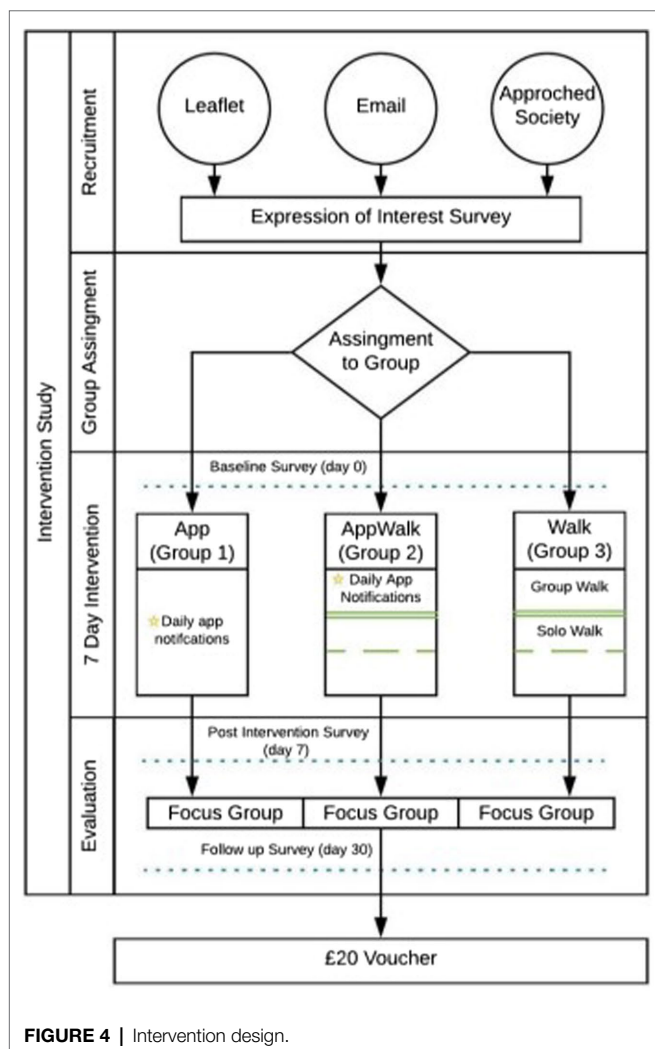 Intervention Study
Recruitment
Leaflet
Email
Approched
Society
Expression of Interest Survey
Group Assingment
Assingment
to Group
7 Day Intervention
Baseline Survey (day 0)
App
(Group 1)
☆Daily app
notifcations
AppWalk
(Group 2)
☆ Daily App
Notifications
Walk
(Group 3)
Group Walk
Solo Walk
Evaluation
Post Intervention Survey
(day 7)
Focus Group
Focus Group
Focus Group
Follow up Survey (day 30)
£20 Voucher
FIGURE 4 | Intervention design.